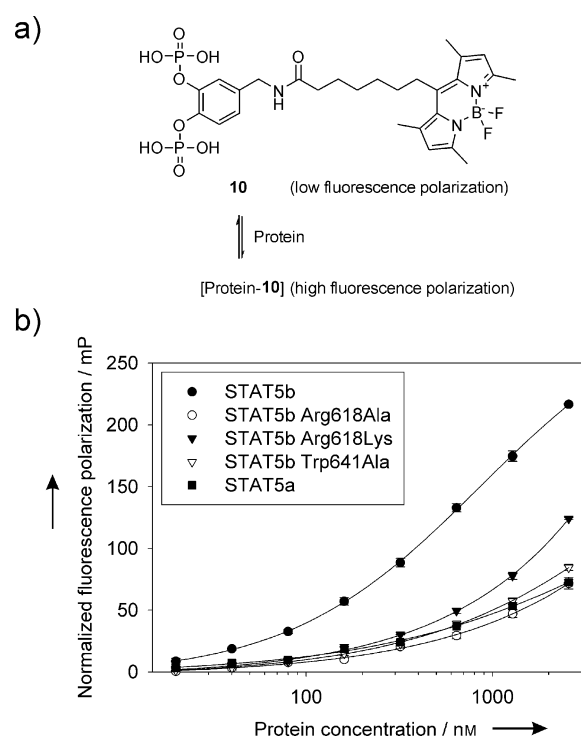 a)
O
O
HO-P-OH
O
N
H
N+
B-
F
N
F
O
HO-P-OH
O
10 (low fluorescence polarization)
Protein
[Protein-10] (high fluorescence polarization)
b)
Normalized fluorescence polarization / mP
250
200
150
100
50
0
STAT5b
STAT5b Arg618Ala
STAT5b Arg618Lys
STAT5b Trp641Ala
STAT5a
100
1000
Protein concentration / nM